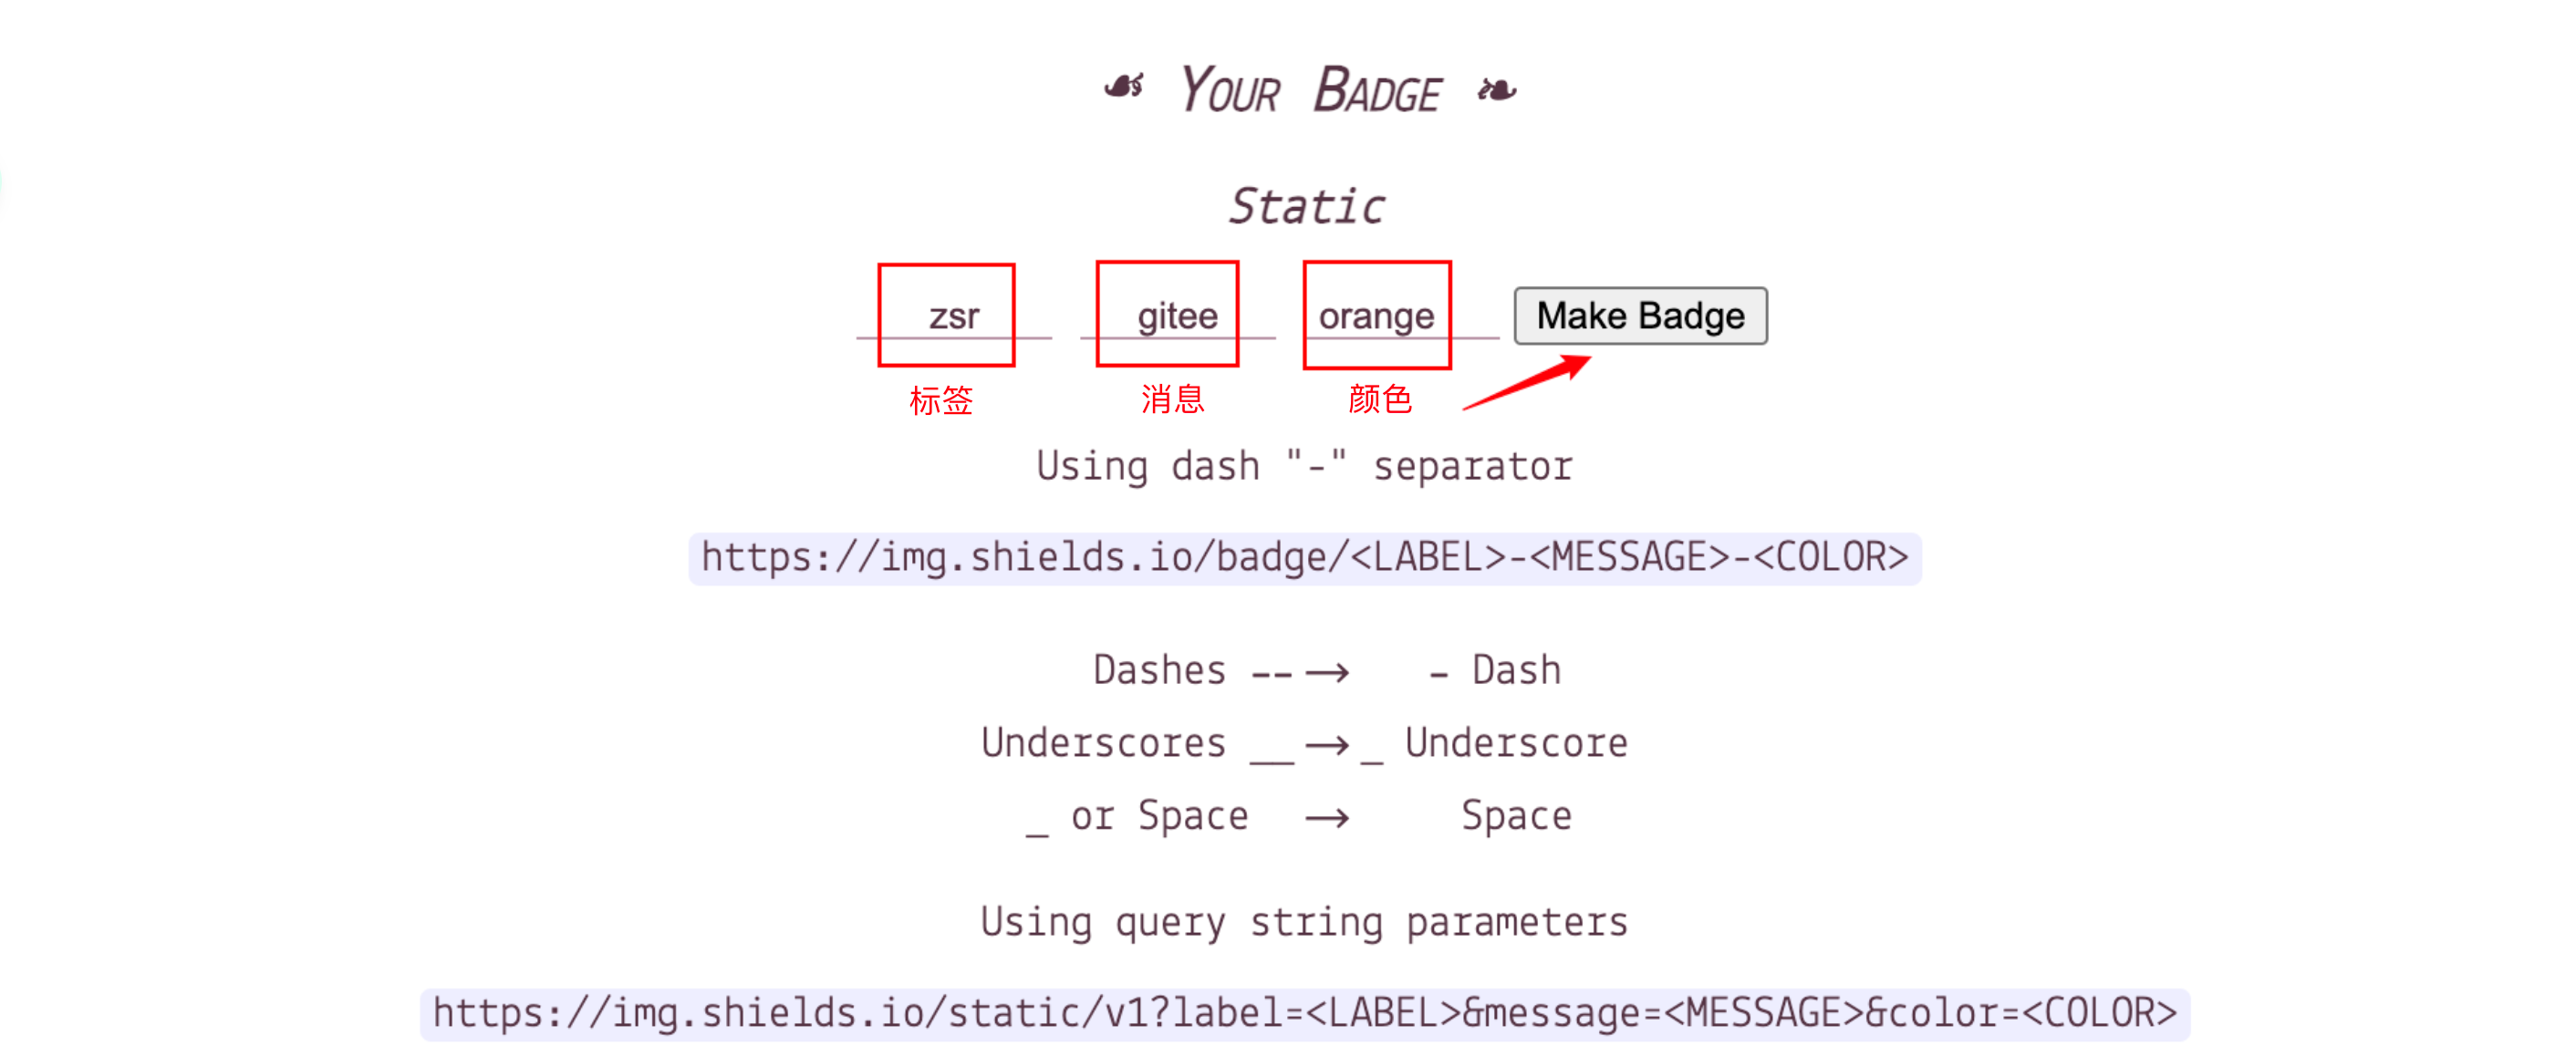 ☙ Your Badge ❧
Static
zsr gitee orange Make Badge
标签 消息 颜色
Using dash "-" separator
https://img.shields.io/badge/<LABEL>-<MESSAGE>-<COLOR>
Dashes --→ - Dash
Underscores __→_ Underscore
_ or Space → Space
Using query string parameters
https://img.shields.io/static/v1?label=<LABEL>&message=<MESSAGE>&color=<COLOR>